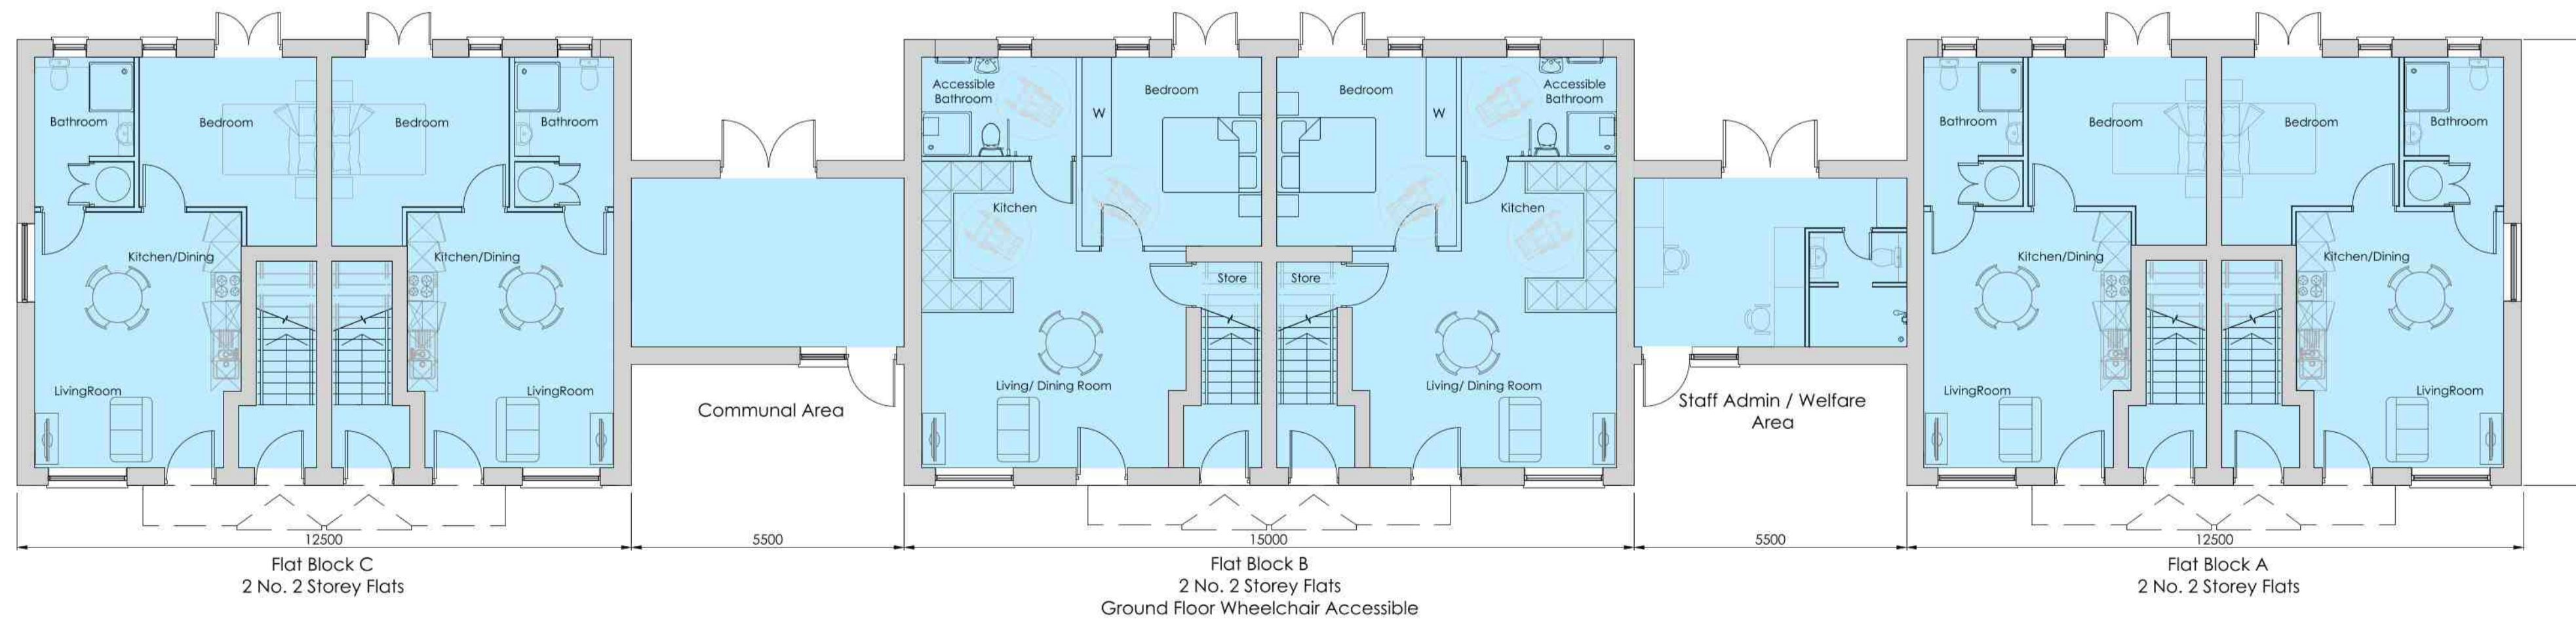 Bathroom
Bedroom
Bedroom
Bathroom
Kitchen/Dining
Kitchen/Dining
LivingRoom
LivingRoom
Communal Area
Accessible
Bathroom
W
Bedroom
Bedroom
W
Accessible
Bathroom
Kitchen
Kitchen
Store
Store
Living/ Dining Room
Living/ Dining Room
Staff Admin / Welfare
Area
Bathroom
Bedroom
Bedroom
Bathroom
Kitchen/Dining
Kitchen/Dining
LivingRoom
LivingRoom
12500
5500
15000
5500
12500
Flat Block C
2 No. 2 Storey Flats
Flat Block B
2 No. 2 Storey Flats
Ground Floor Wheelchair Accessible
Flat Block A
2 No. 2 Storey Flats